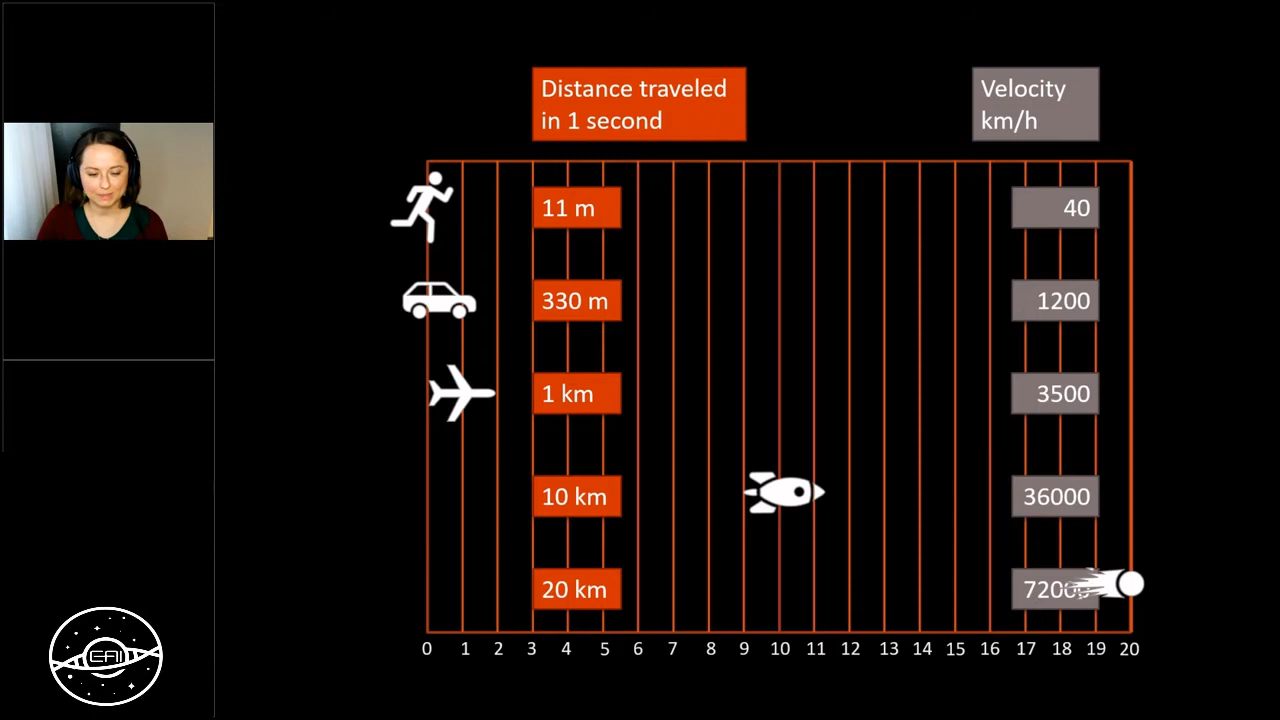 Distance traveled
in 1 second
Velocity
km/h
11 m
40
330 m
1200
1 km
3500
10 km
36000
20 km
72000
0 1 2 3 4 5 6 7 8 9 10 11 12 13 14 15 16 17 18 19 20
EAI